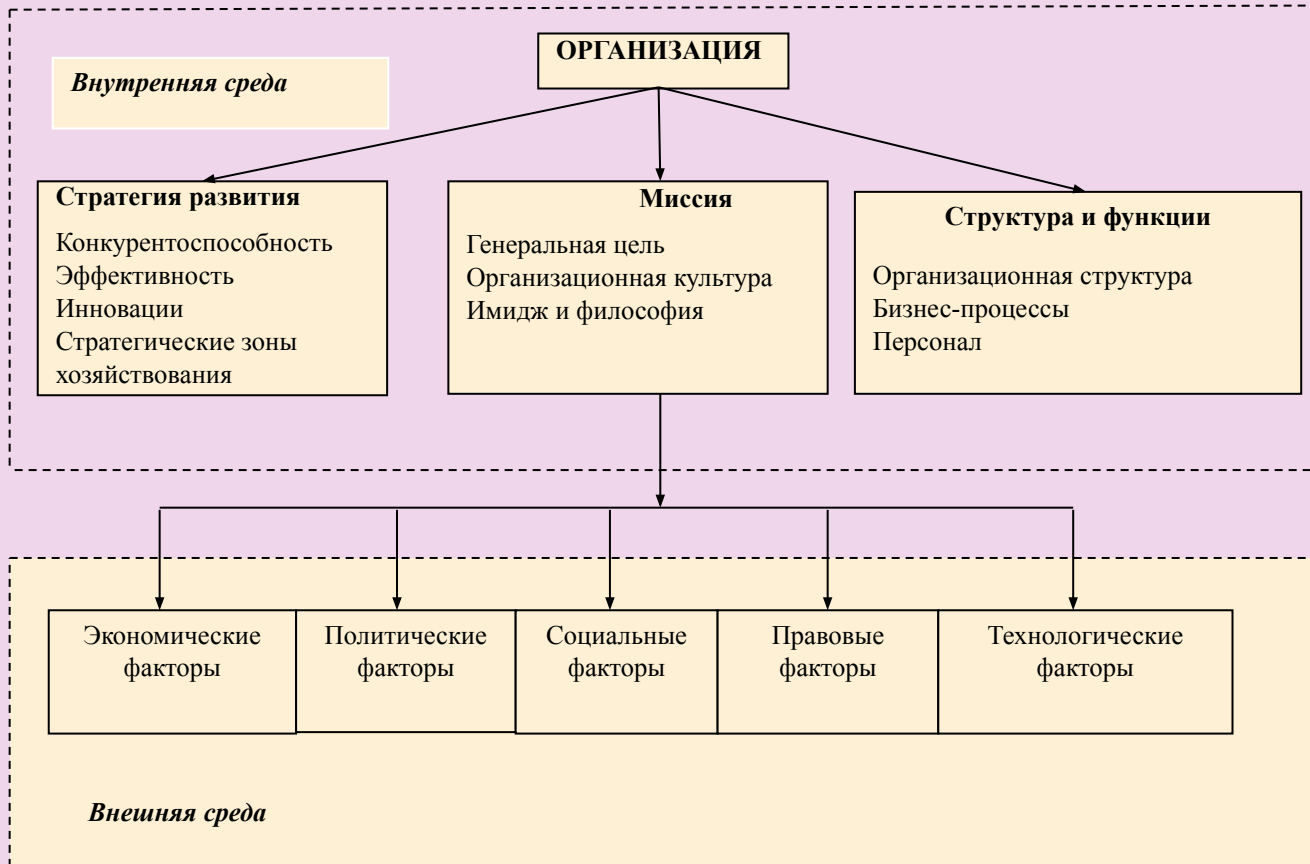 ОРГАНИЗАЦИЯ
Внутренняя среда
Стратегия развития
Конкурентоспособность
Эффективность
Инновации
Стратегические зоны
хозяйствования
Миссия
Генеральная цель
Организационная культура
Имидж и философия
Структура и функции
Организационная структура
Бизнес-процессы
Персонал
Экономические
факторы
Политические
факторы
Социальные
факторы
Правовые
факторы
Технологические
факторы
Внешняя среда